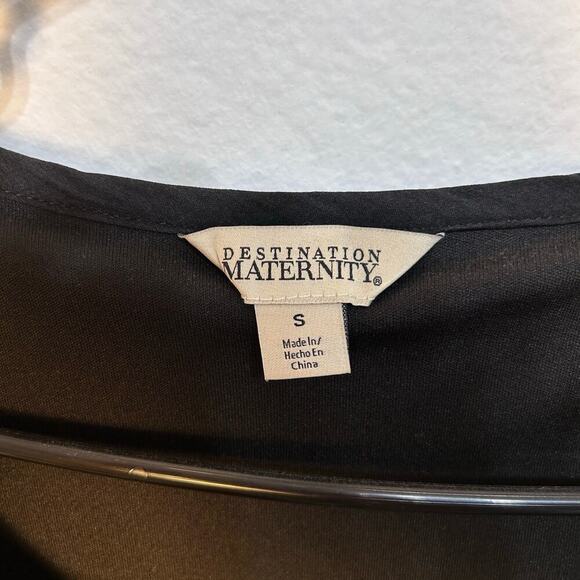 DESTINATION
MATERNITY®
S
Made In/
Hecho En
China